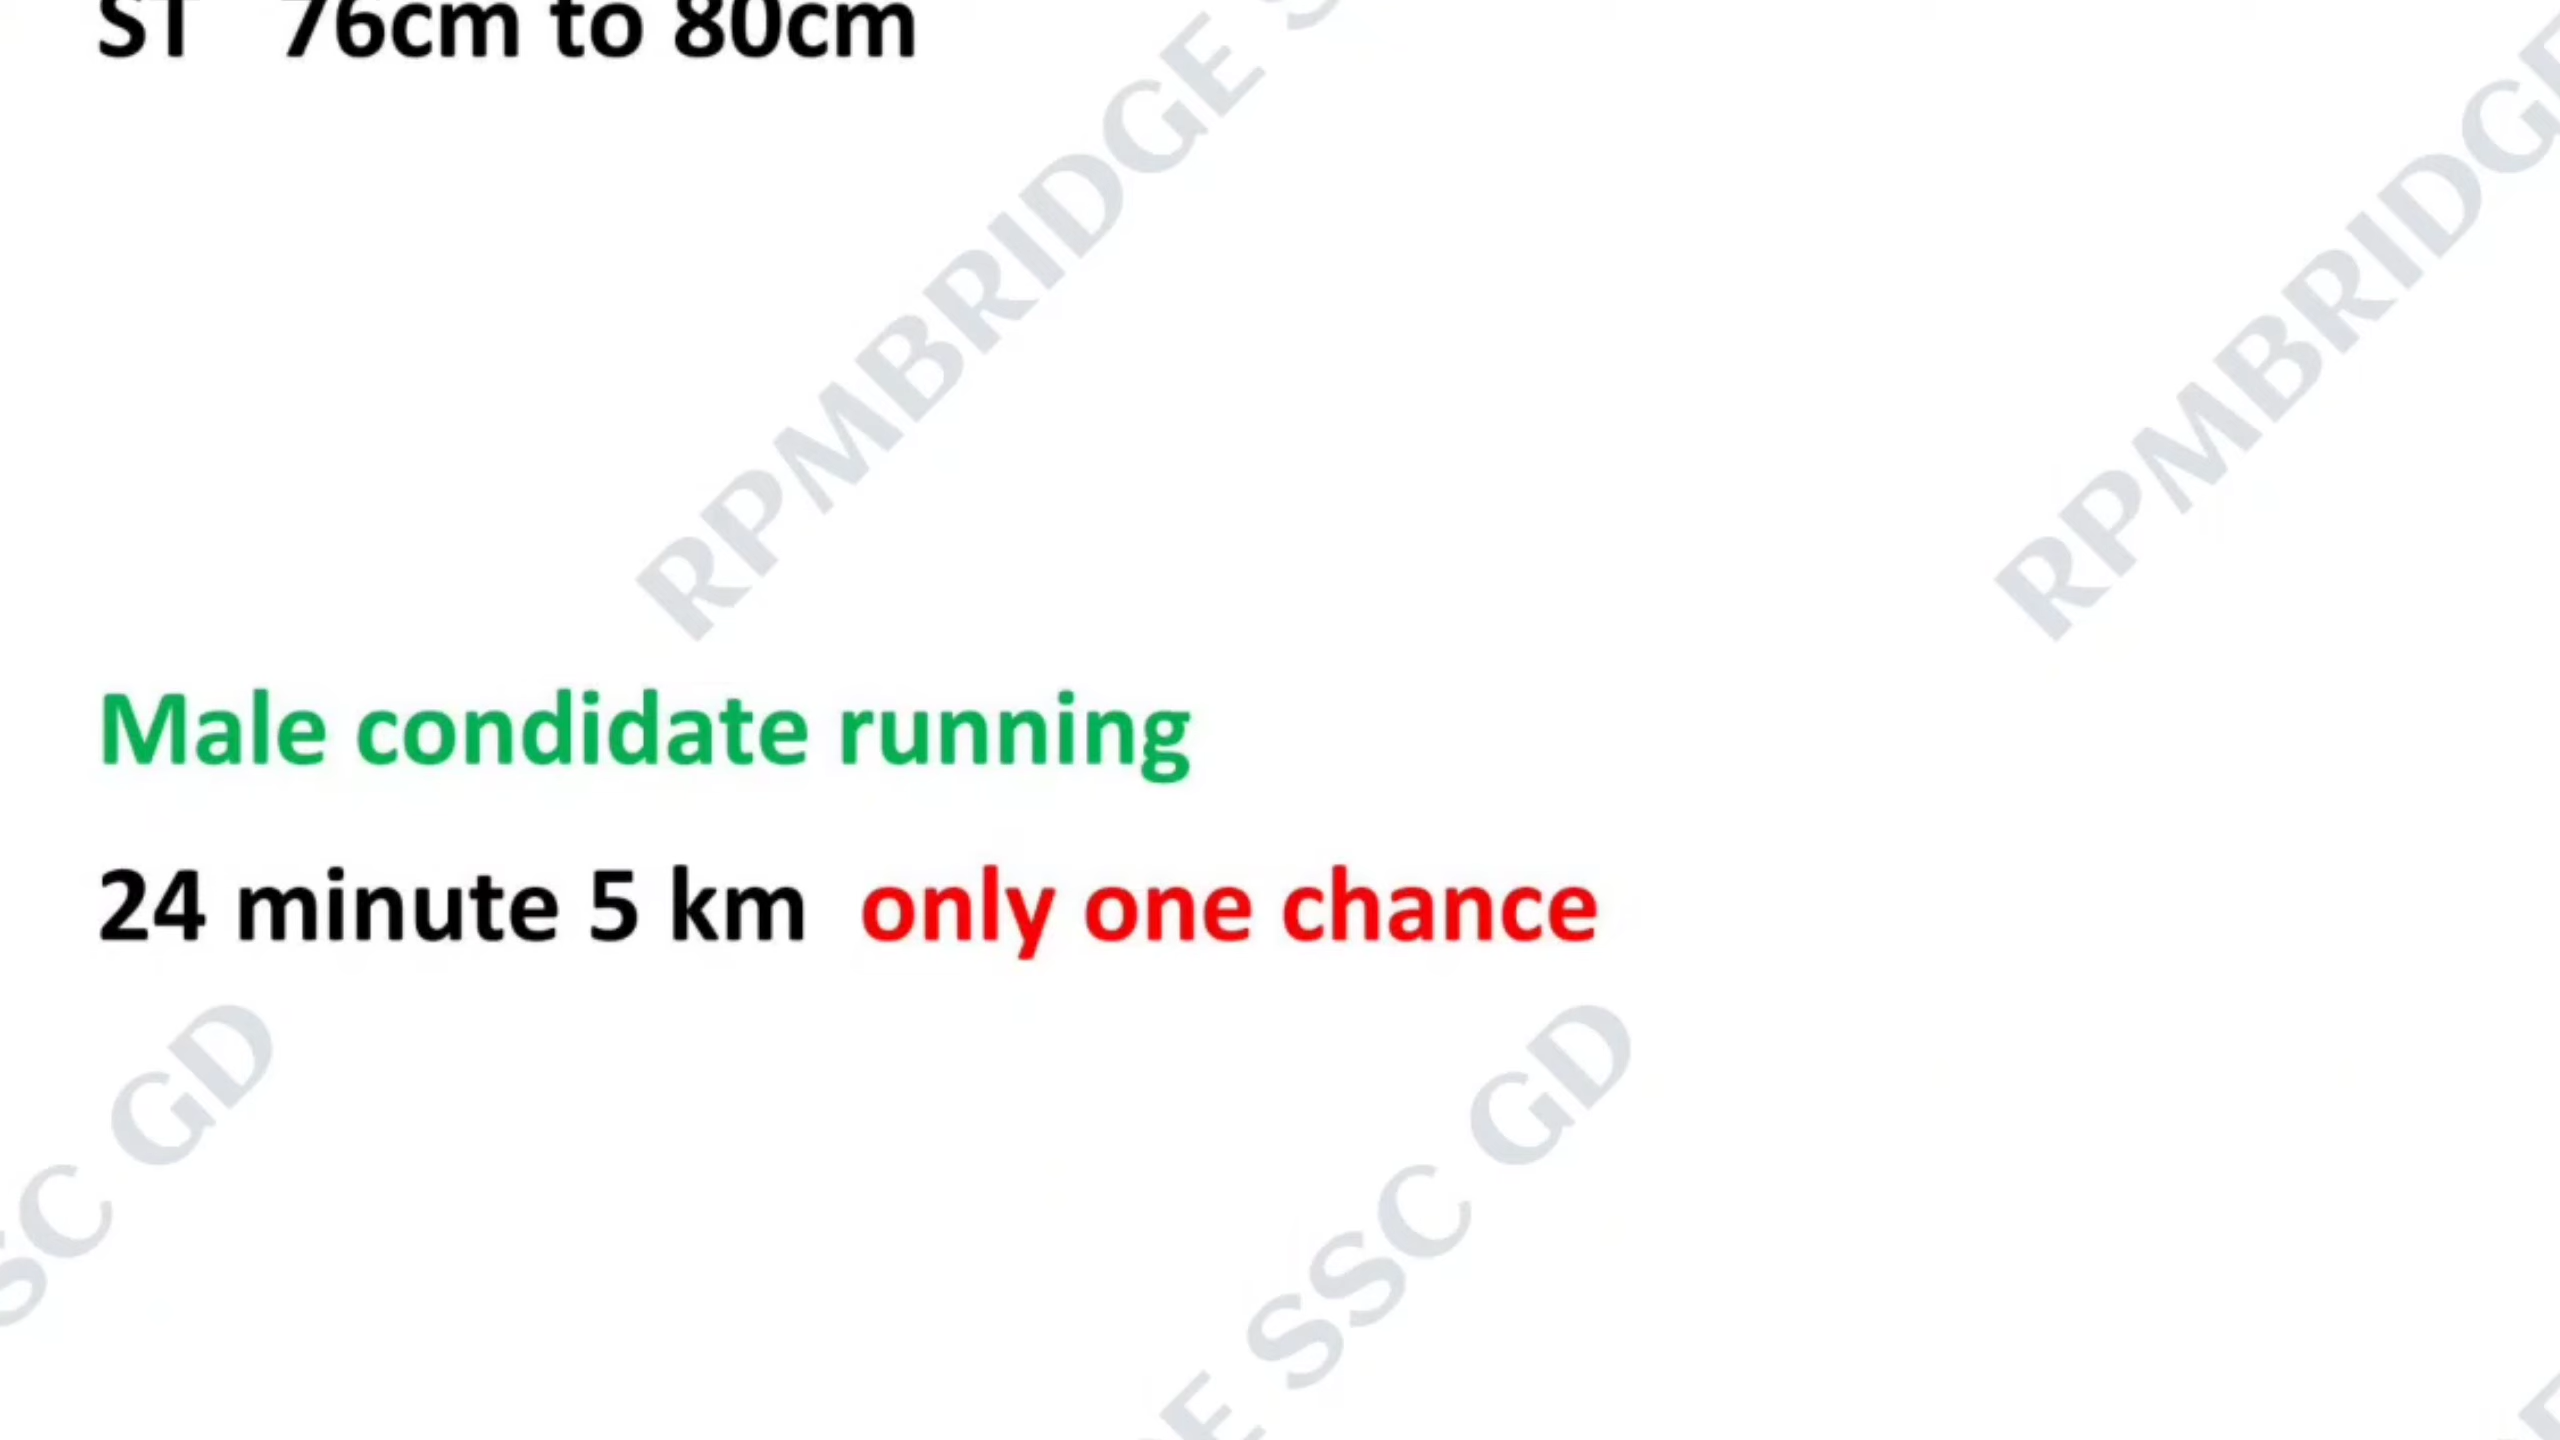 ST 76cm to 80cm
RPMBRIDGE S
RPMBRIDGE
Male condidate running
24 minute 5 km only one chance
SSC GD
E SSC GD